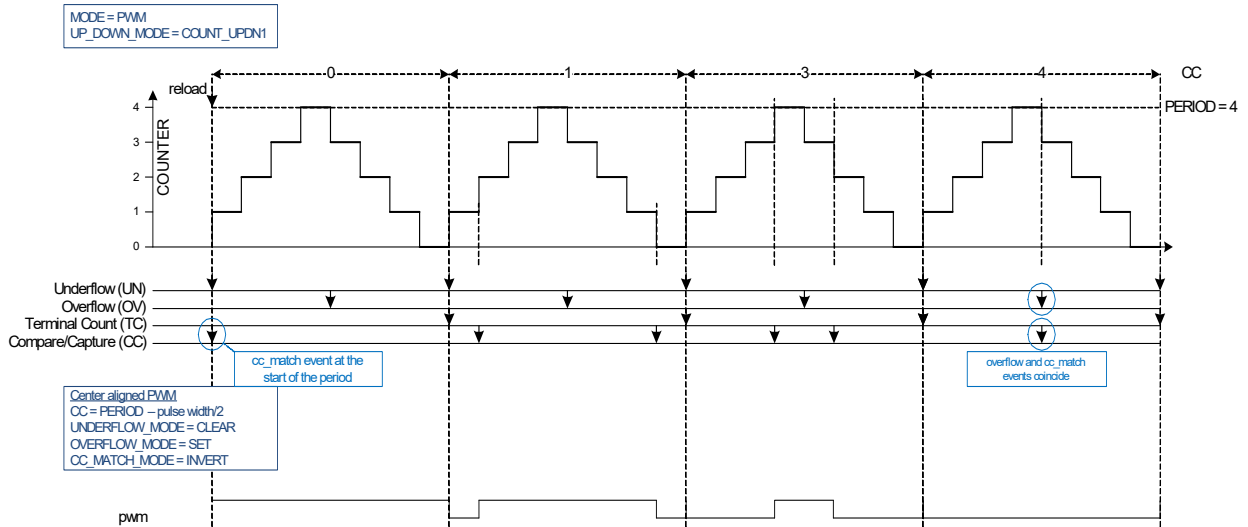 MODE = PWM
UP_DOWN_MODE = COUNT_UPDN1
0
1
3
4
CC
reload
4
PERIOD = 4
3
COUNTER
2
1
0
Underflow (UN)
Overflow (OV)
Terminal Count (TC)
Compare/Capture (CC)
cc_match event at the
start of the period
overflow and cc_match
events coincide
Center aligned PWM
CC = PERIOD – pulse width/2
UNDERFLOW_MODE = CLEAR
OVERFLOW_MODE = SET
CC_MATCH_MODE = INVERT
pwm